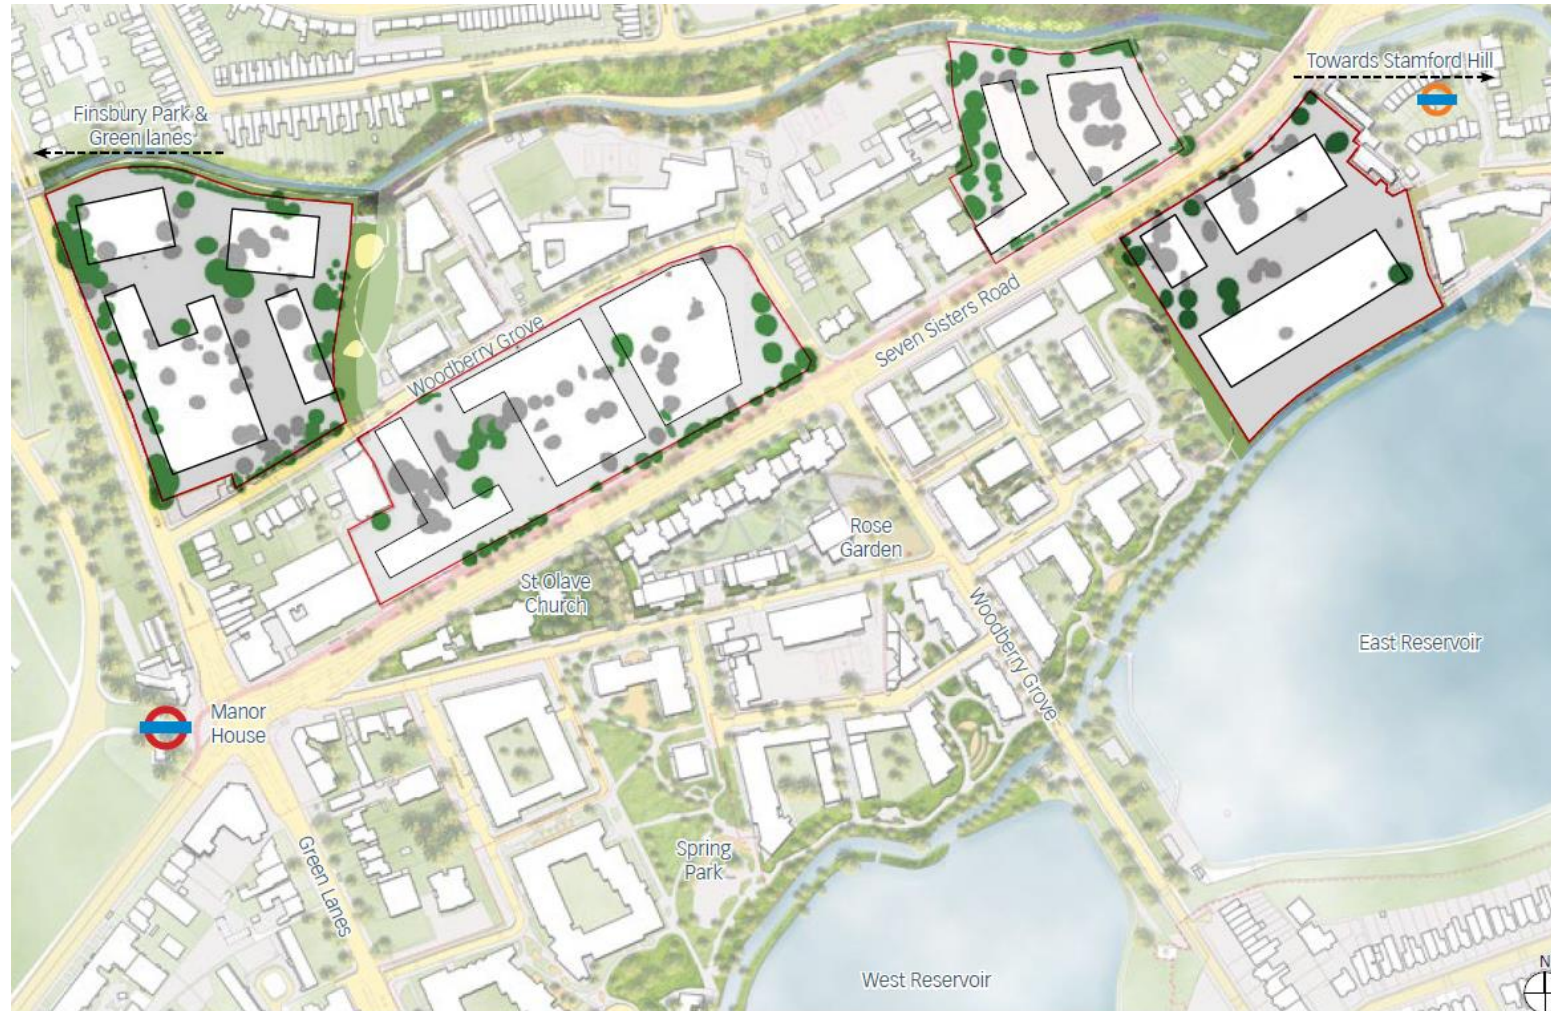 Towards Stamford Hill
Finsbury Park &
Green lanes
Woodberry Grove
Seven Sisters Road
Rose
Garden
St Olave
Church
Woodberry Grove
East Reservoir
Manor
House
Green Lanes
Spring
Park
West Reservoir
N